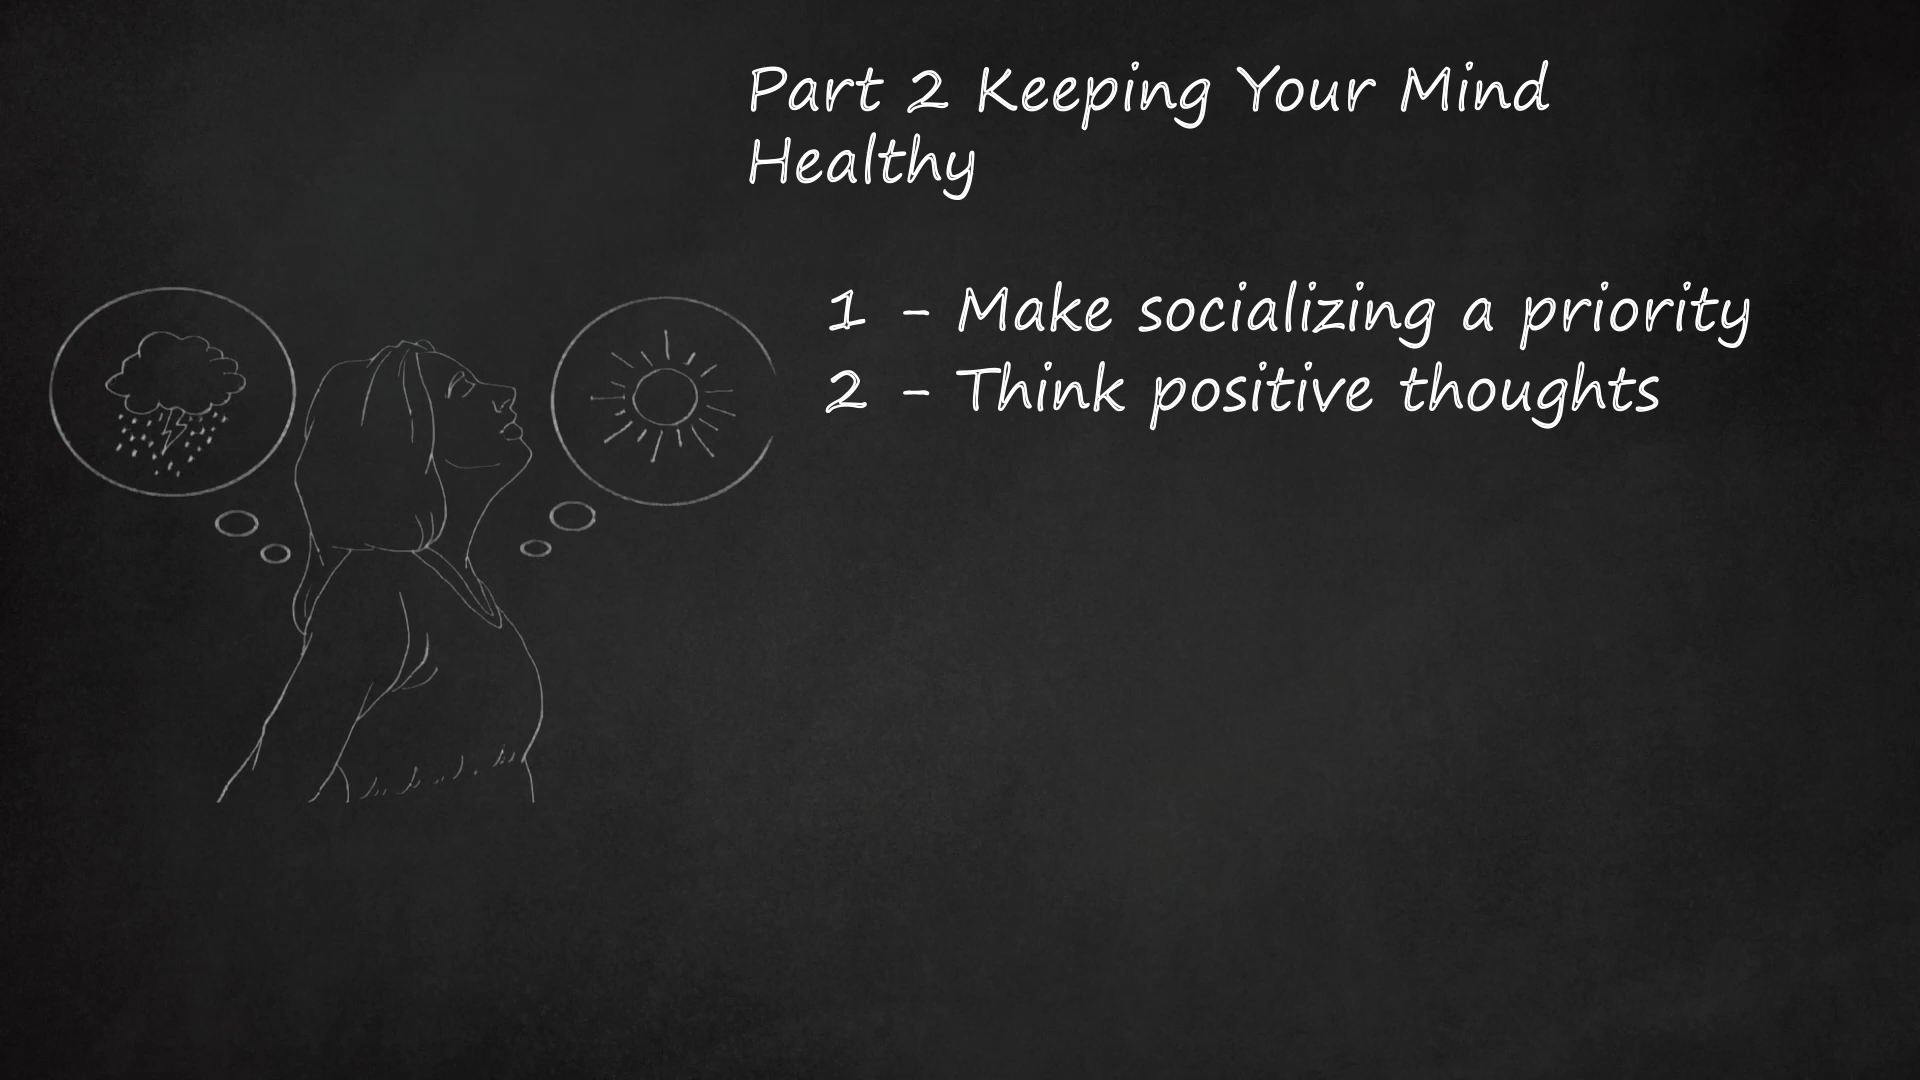 Part 2 Keeping Your Mind
Healthy
1 - Make socializing a priority
2 - Think positive thoughts